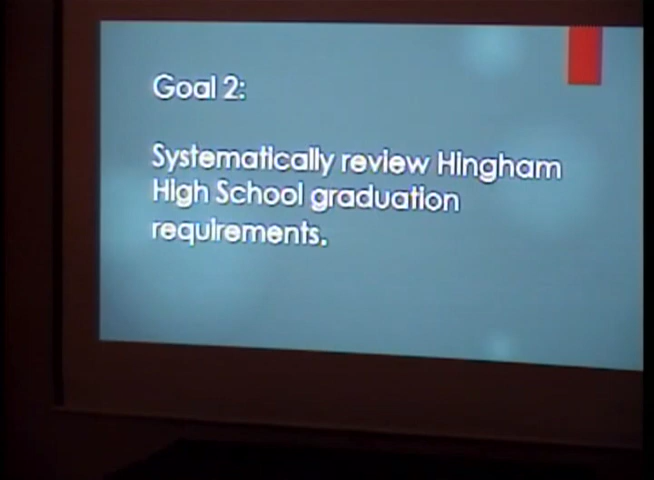 Goal 2:
Systematically review Hingham
High School graduation
requirements.